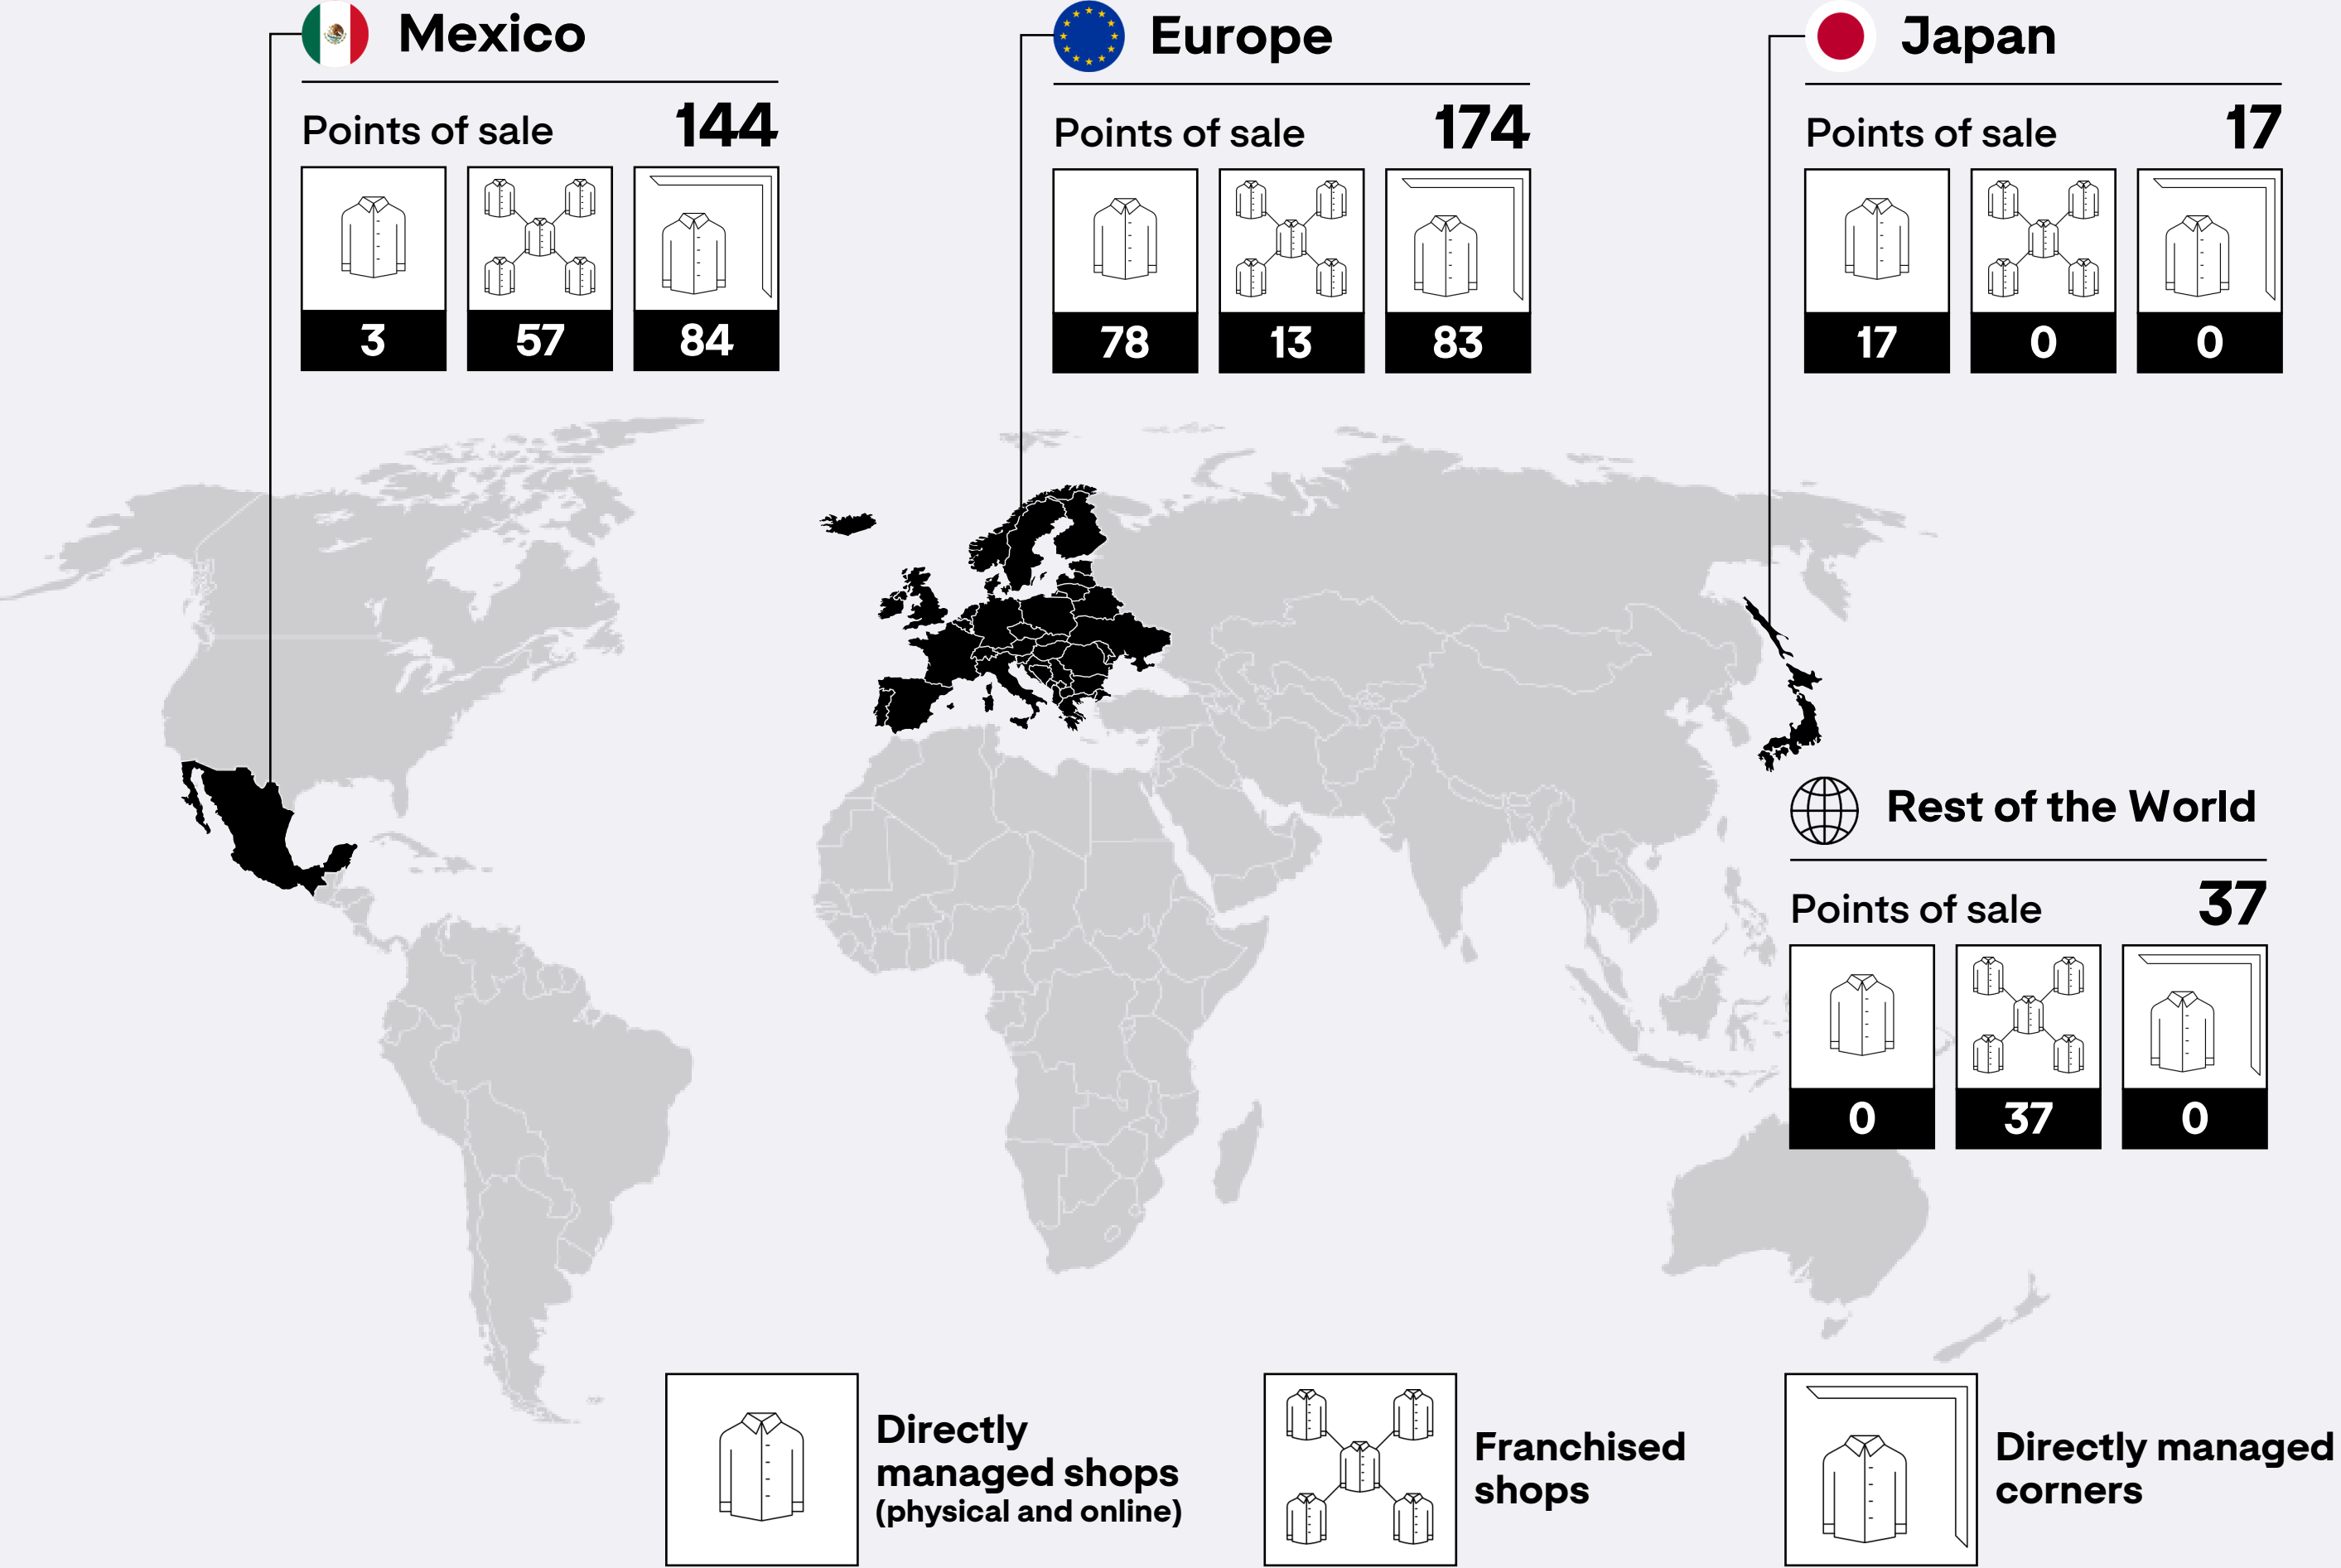 Mexico
Points of sale 144
3 57 84
Europe
Points of sale 174
78 13 83
Japan
Points of sale 17
17 0 0
Rest of the World
Points of sale 37
0 37 0
Directly
managed shops
(physical and online)
Franchised
shops
Directly managed
corners